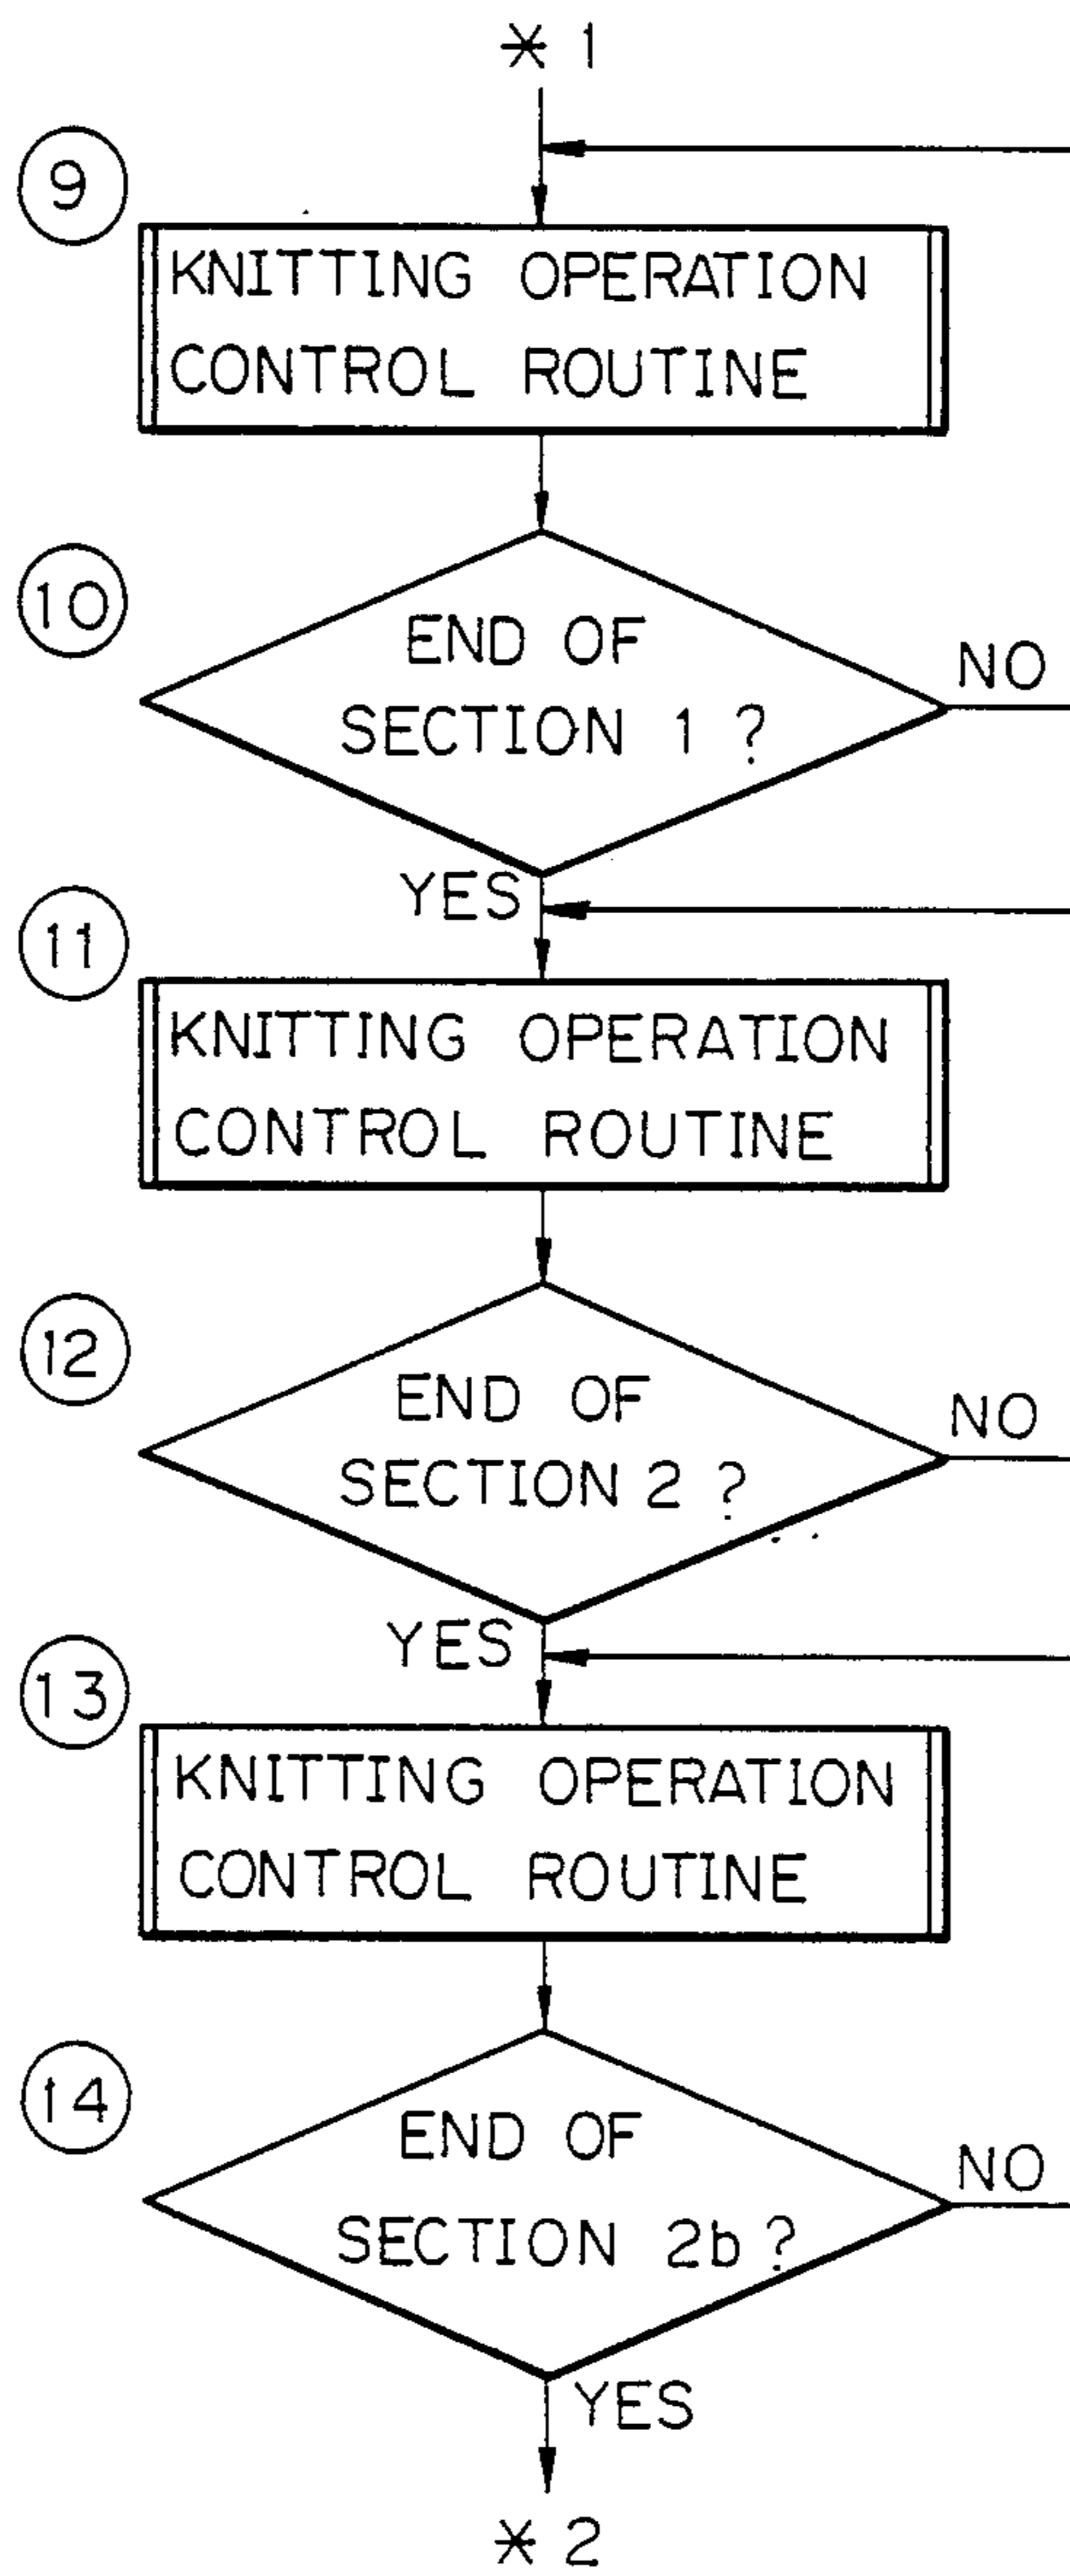 * 1
9
KNITTING OPERATION
CONTROL ROUTINE
10
END OF
SECTION 1 ?
NO
YES
11
KNITTING OPERATION
CONTROL ROUTINE
12
END OF
SECTION 2 ?
NO
YES
13
KNITTING OPERATION
CONTROL ROUTINE
14
END OF
SECTION 2b ?
NO
YES
* 2